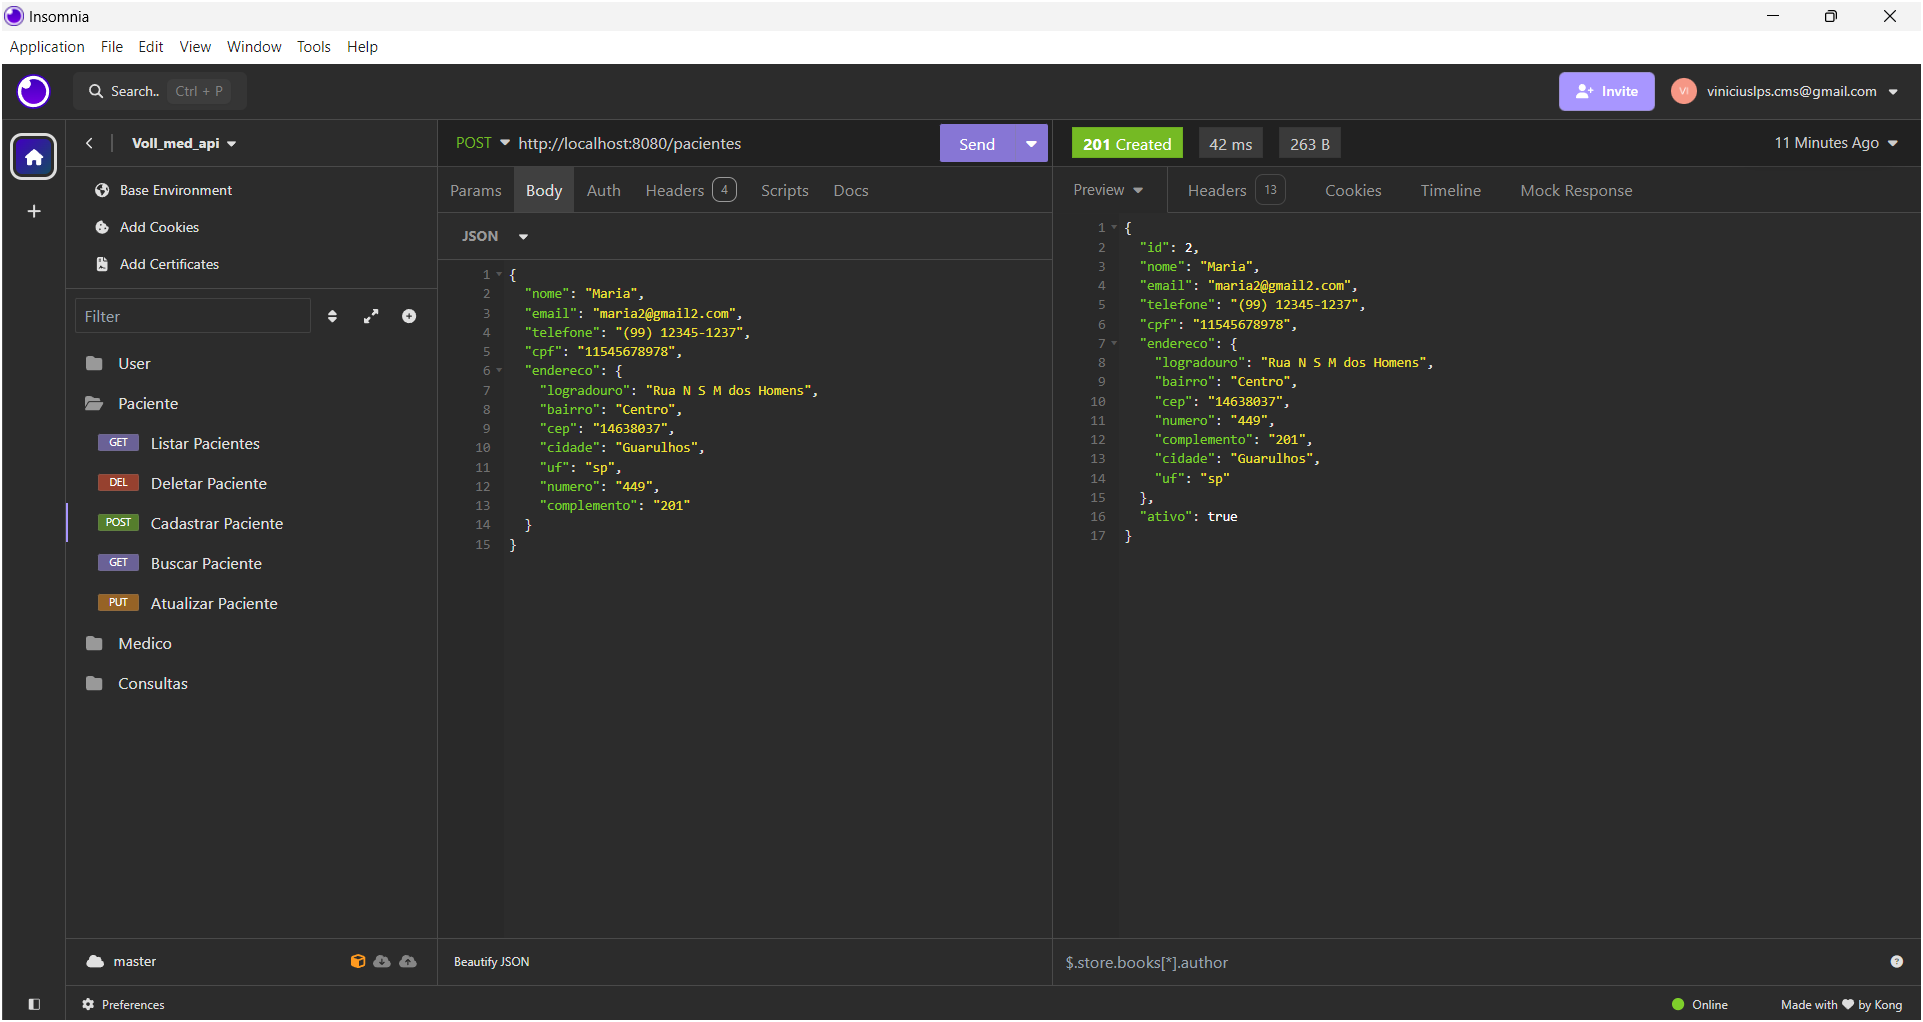 Insomnia
Application File Edit View Window Tools Help
Search.. Ctrl + P
Invite
VI
viniciuslps.cms@gmail.com
Voll_med_api
Base Environment
Add Cookies
Add Certificates
Filter
User
Paciente
GET Listar Pacientes
DEL Deletar Paciente
POST Cadastrar Paciente
GET Buscar Paciente
PUT Atualizar Paciente
Medico
Consultas
master
Preferences
POST http://localhost:8080/pacientes
Send
Params Body Auth Headers 4 Scripts Docs
JSON
1 {
2 "nome": "Maria",
3 "email": "maria2@gmail2.com",
4 "telefone": "(99) 12345-1237",
5 "cpf": "11545678978",
6 "endereco": {
7 "logradouro": "Rua N S M dos Homens",
8 "bairro": "Centro",
9 "cep": "14638037",
10 "cidade": "Guarulhos",
11 "uf": "sp",
12 "numero": "449",
13 "complemento": "201"
14 }
15 }
Beautify JSON
201 Created 42 ms 263 B 11 Minutes Ago
Preview Headers 13 Cookies Timeline Mock Response
1 {
2 "id": 2,
3 "nome": "Maria",
4 "email": "maria2@gmail2.com",
5 "telefone": "(99) 12345-1237",
6 "cpf": "11545678978",
7 "endereco": {
8 "logradouro": "Rua N S M dos Homens",
9 "bairro": "Centro",
10 "cep": "14638037",
11 "numero": "449",
12 "complemento": "201",
13 "cidade": "Guarulhos",
14 "uf": "sp"
15 },
16 "ativo": true
17 }
$.store.books[*].author
?
Online
Made with ♥ by Kong